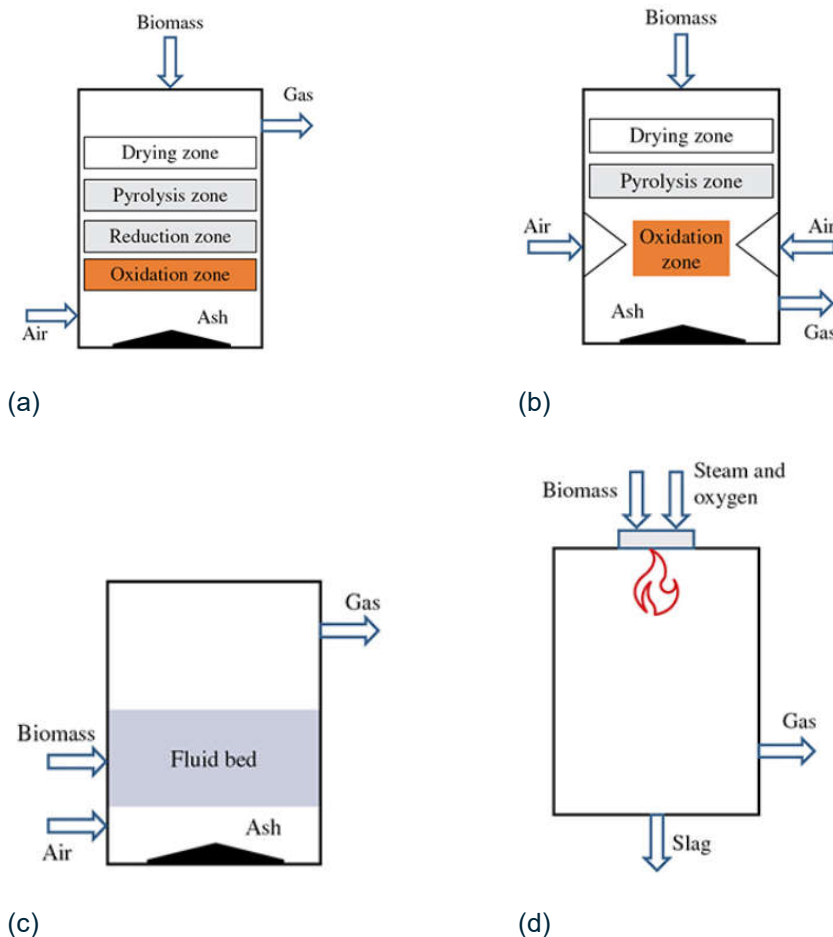 Biomass
Gas
Drying zone
Pyrolysis zone
Reduction zone
Oxidation zone
Ash
Air
(a)
Biomass
Drying zone
Pyrolysis zone
Air
Oxidation
zone
Air
Ash
Gas
(b)
Gas
Biomass
Fluid bed
Ash
Air
(c)
Steam and
oxygen
Biomass
Gas
Slag
(d)